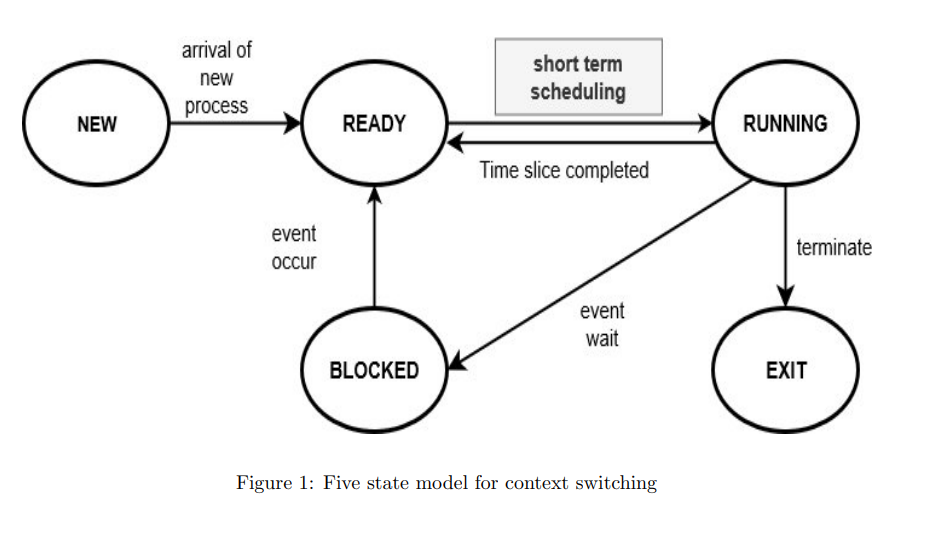 arrival of
new
process
short term
scheduling
NEW
READY
RUNNING
Time slice completed
event
occur
terminate
event
wait
BLOCKED
EXIT
Figure 1: Five state model for context switching